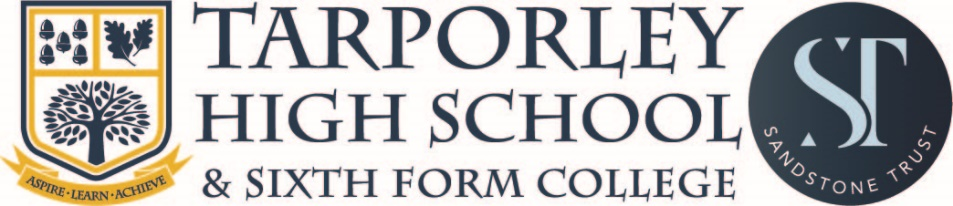 TARPORLEY
HIGH SCHOOL
& SIXTH FORM COLLEGE
ASPIRE • LEARN • ACHIEVE
ST
SANDSTONE TRUST